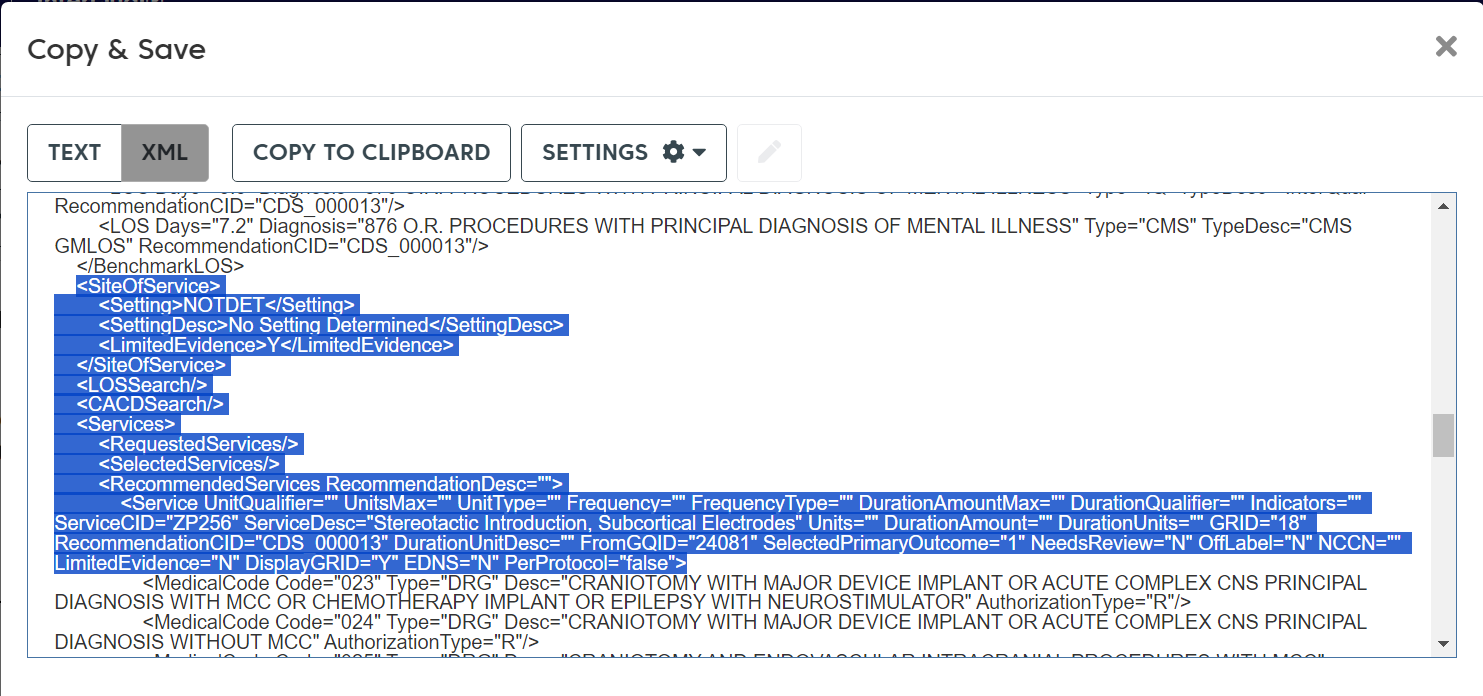 Copy & Save
TEXT
XML
COPY TO CLIPBOARD
SETTINGS
RecommendationCID="CDS_000013"/>
<LOS Days="7.2" Diagnosis="876 O.R. PROCEDURES WITH PRINCIPAL DIAGNOSIS OF MENTAL ILLNESS" Type="CMS" TypeDesc="CMS
GMLOS" RecommendationCID="CDS_000013"/>
</BenchmarkLOS>
<SiteOfService>
<Setting>NOTDET</Setting>
<SettingDesc>No Setting Determined</SettingDesc>
<LimitedEvidence>Y</LimitedEvidence>
</SiteOfService>
<LOSSearch/>
<CACDSearch/>
<Services>
<RequestedServices/>
<SelectedServices/>
<RecommendedServices RecommendationDesc="">
<Service UnitQualifier="" UnitsMax="" UnitType="" Frequency="" FrequencyType="" DurationAmountMax="" DurationQualifier="" Indicators=""
ServiceCID="ZP256" ServiceDesc="Stereotactic Introduction, Subcortical Electrodes" Units="" DurationAmount="" DurationUnits="" GRID="18"
RecommendationCID="CDS_000013" DurationUnitDesc="" FromGQID="24081" SelectedPrimaryOutcome="1" NeedsReview="N" OffLabel="N" NCCN=""
LimitedEvidence="N" DisplayGRID="Y" EDNS="N" PerProtocol="false">
<MedicalCode Code="023" Type="DRG" Desc="CRANIOTOMY WITH MAJOR DEVICE IMPLANT OR ACUTE COMPLEX CNS PRINCIPAL
DIAGNOSIS WITH MCC OR CHEMOTHERAPY IMPLANT OR EPILEPSY WITH NEUROSTIMULATOR" AuthorizationType="R"/>
<MedicalCode Code="024" Type="DRG" Desc="CRANIOTOMY WITH MAJOR DEVICE IMPLANT OR ACUTE COMPLEX CNS PRINCIPAL
DIAGNOSIS WITHOUT MCC" AuthorizationType="R"/>